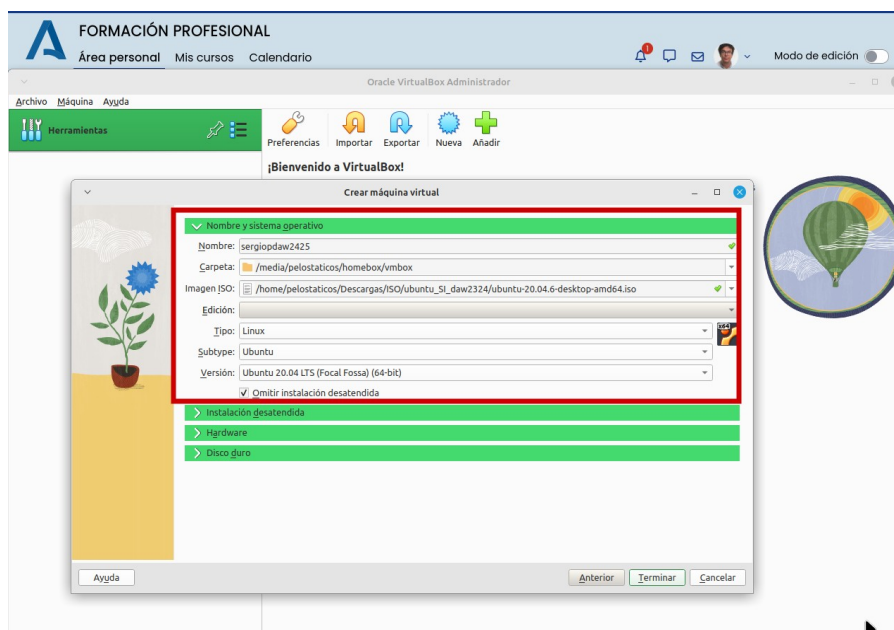 FORMACIÓN PROFESIONAL
Área personal Mis cursos Calendario Modo de edición
Oracle VirtualBox Administrador
Archivo Máquina Ayuda
Herramientas
Preferencias Importar Exportar Nueva Añadir
¡Bienvenido a VirtualBox!
Crear máquina virtual
Nombre y sistema operativo
Nombre: sergiopdaw2425
Carpeta: /media/pelostaticos/homebox/vmbox
Imagen ISO: /home/pelostaticos/Descargas/ISO/ubuntu_SI_daw2324/ubuntu-20.04.6-desktop-amd64.iso
Edición:
Tipo: Linux x64
Subtype: Ubuntu
Versión: Ubuntu 20.04 LTS (Focal Fossa) (64-bit)
Omitir instalación desatendida
Instalación desatendida
Hardware
Disco duro
Ayuda Anterior Terminar Cancelar